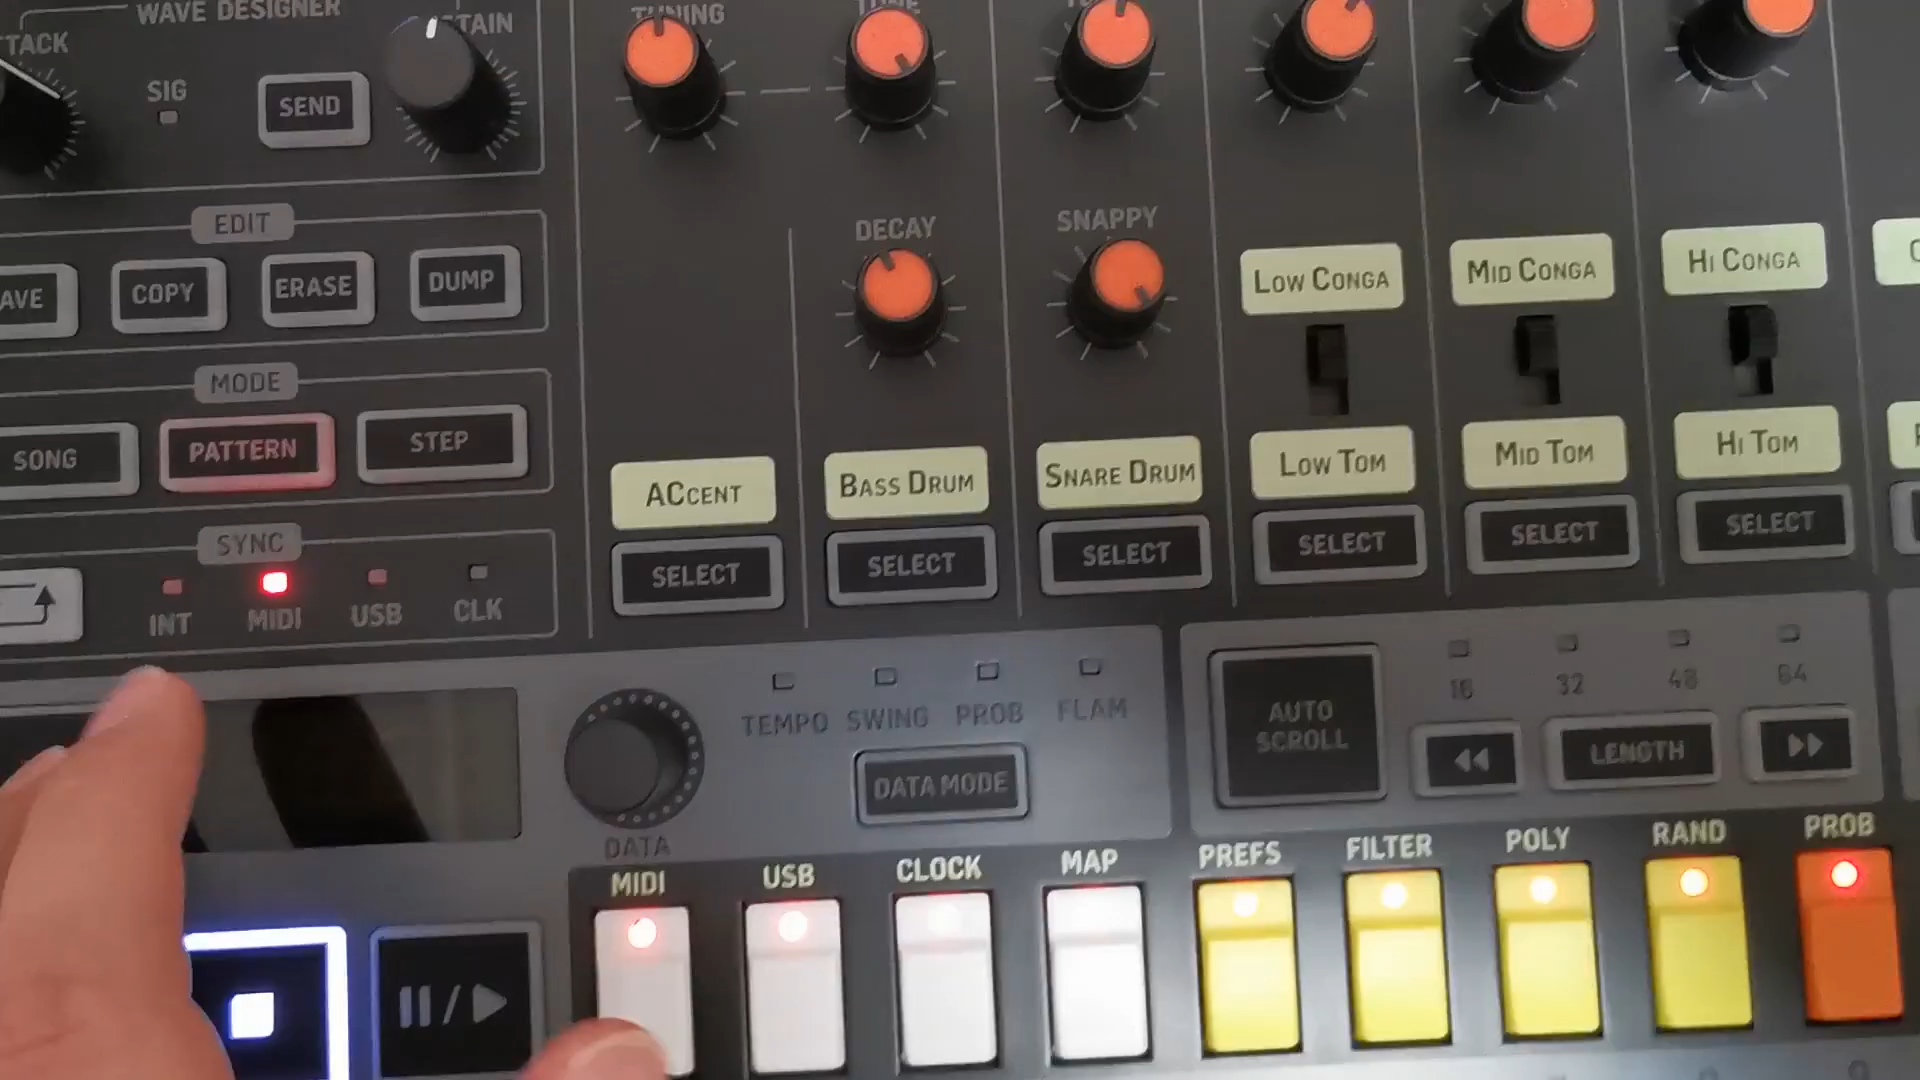 WAVE DESIGNER
TTACK
SIG
SEND
TAIN
TUNING
EDIT
AVE
COPY
ERASE
DUMP
DECAY
SNAPPY
LOW CONGA
MID CONGA
HI CONGA
MODE
SONG
PATTERN
STEP
ACCENT
BASS DRUM
SNARE DRUM
LOW TOM
MID TOM
HI TOM
SELECT
SELECT
SELECT
SELECT
SELECT
SELECT
SYNC
INT
MIDI
USB
CLK
TEMPO
SWING
PROB
FLAM
DATA MODE
DATA
AUTO
SCROLL
16
32
48
64
LENGTH
MIDI
USB
CLOCK
MAP
PREFS
FILTER
POLY
RAND
PROB